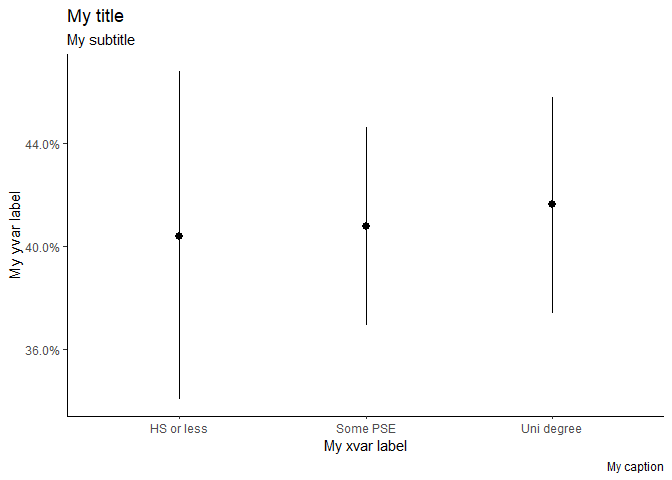 My title
My subtitle
My yvar label
44.0%
40.0%
36.0%
HS or less
Some PSE
Uni degree
My xvar label
My caption